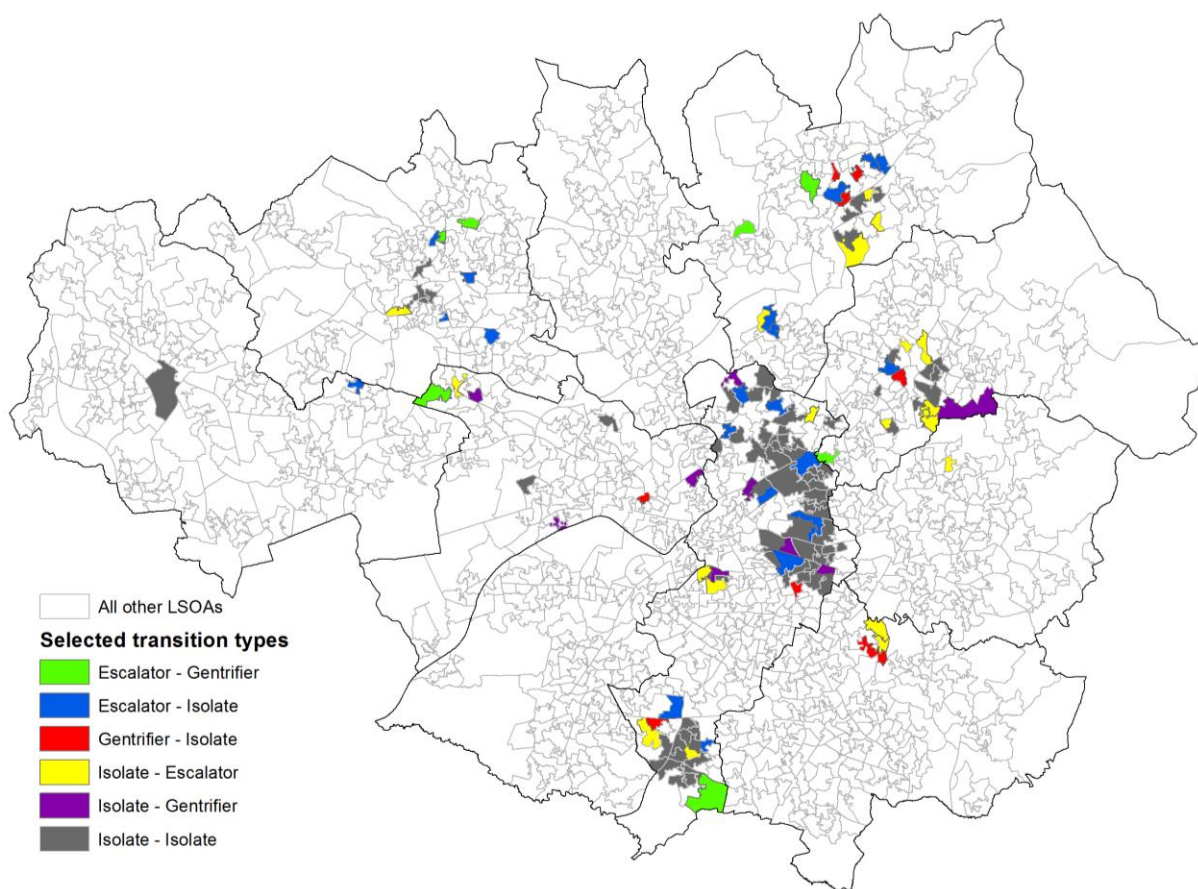 All other LSOAs
Selected transition types
Escalator - Gentrifier
Escalator - Isolate
Gentrifier - Isolate
Isolate - Escalator
Isolate - Gentrifier
Isolate - Isolate